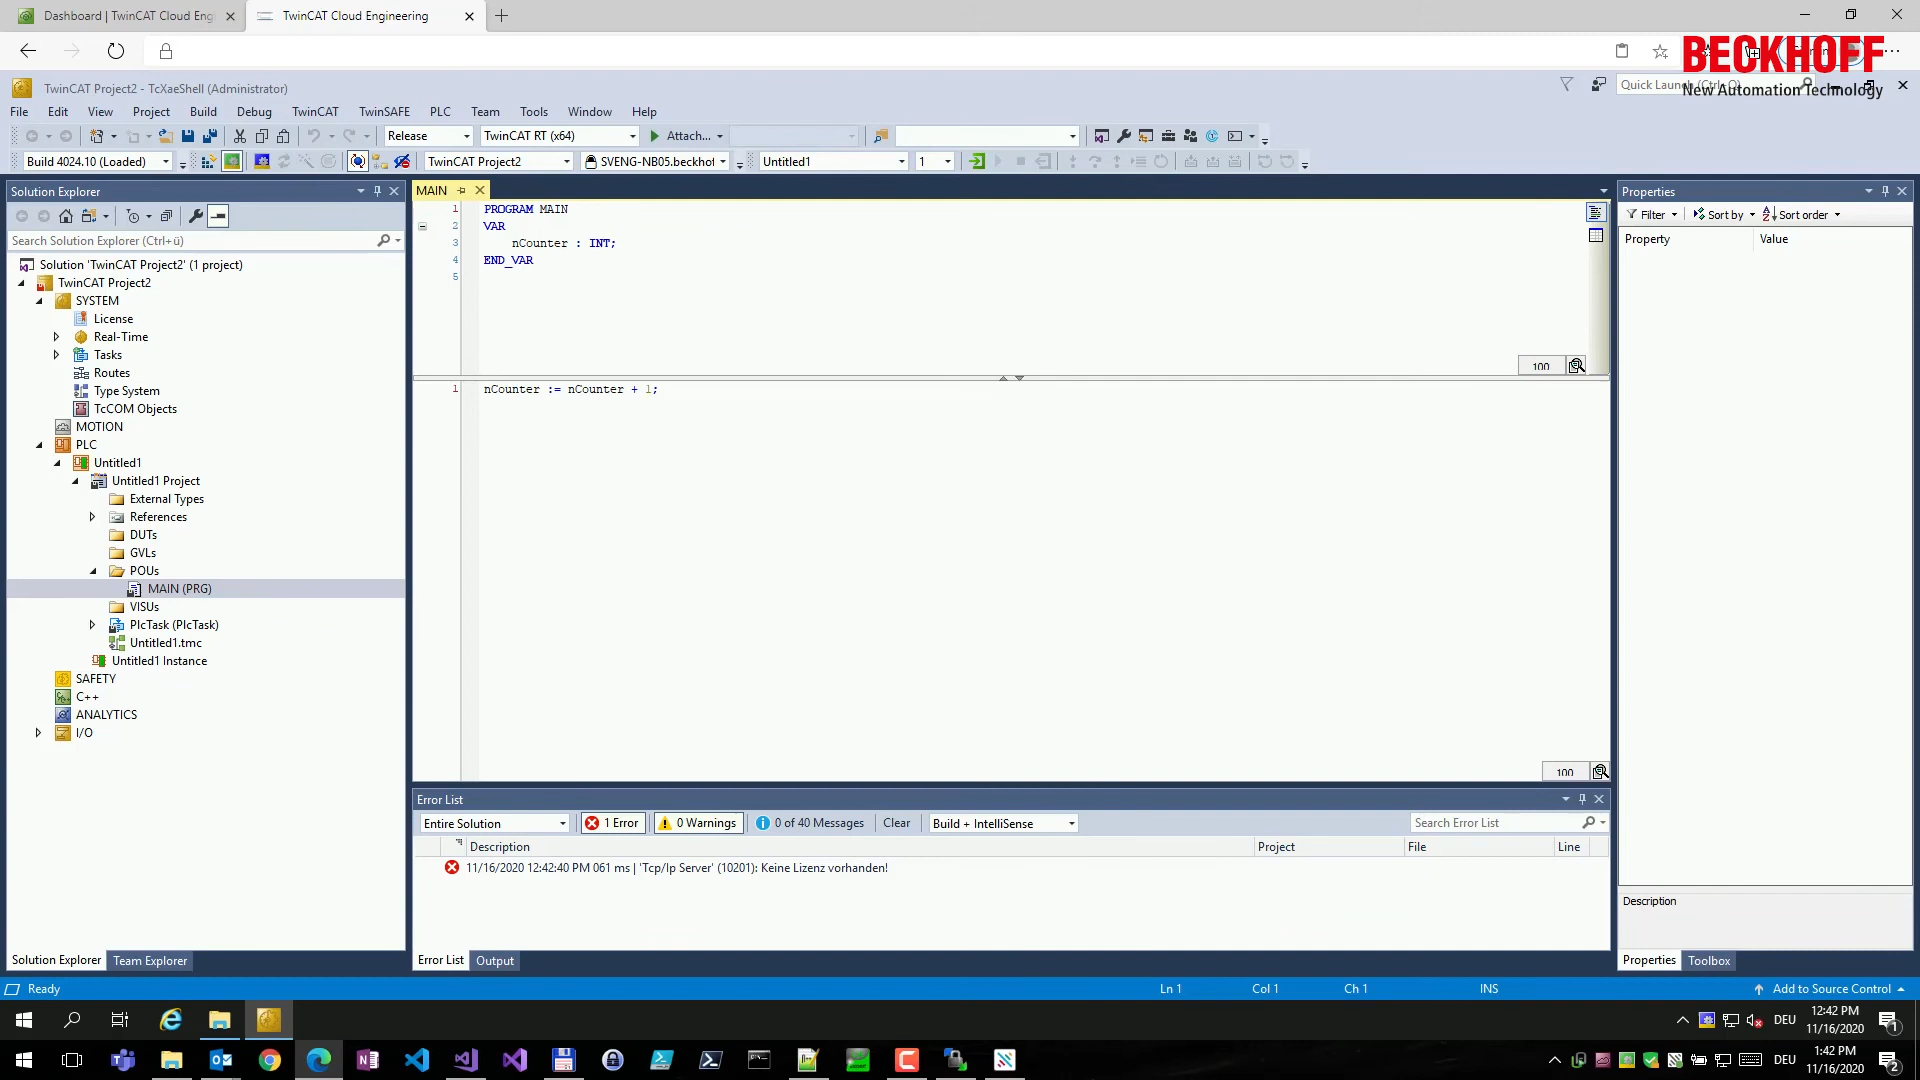 Dashboard | TwinCAT Cloud Eng
TwinCAT Cloud Engineering
BECKHOFF
New Automation Technology
TwinCAT Project2 - TcXaeShell (Administrator)
Quick Launch (Ctrl+Q)
File Edit View Project Build Debug TwinCAT TwinSAFE PLC Team Tools Window Help
Release TwinCAT RT (x64) Attach...
Build 4024.10 (Loaded) TwinCAT Project2 SVENG-NB05.beckhof Untitled1 1
Solution Explorer
Search Solution Explorer (Ctrl+ü)
Solution 'TwinCAT Project2' (1 project)
TwinCAT Project2
SYSTEM
License
Real-Time
Tasks
Routes
Type System
TcCOM Objects
MOTION
PLC
Untitled1
Untitled1 Project
External Types
References
DUTs
GVLs
POUs
MAIN (PRG)
VISUs
PlcTask (PlcTask)
Untitled1.tmc
Untitled1 Instance
SAFETY
C++
ANALYTICS
I/O
Solution Explorer Team Explorer
MAIN
1 PROGRAM MAIN
2 VAR
3 nCounter : INT;
4 END_VAR
5
100
1 nCounter := nCounter + 1;
100
Error List
Entire Solution 1 Error 0 Warnings 0 of 40 Messages Clear Build + IntelliSense Search Error List
Description Project File Line
11/16/2020 12:42:40 PM 061 ms | 'Tcp/Ip Server' (10201): Keine Lizenz vorhanden!
Error List Output
Properties
Filter Sort by Sort order
Property Value
Description
Properties Toolbox
Ready Ln 1 Col 1 Ch 1 INS Add to Source Control
DEU 12:42 PM
11/16/2020
1
DEU 1:42 PM
11/16/2020
2